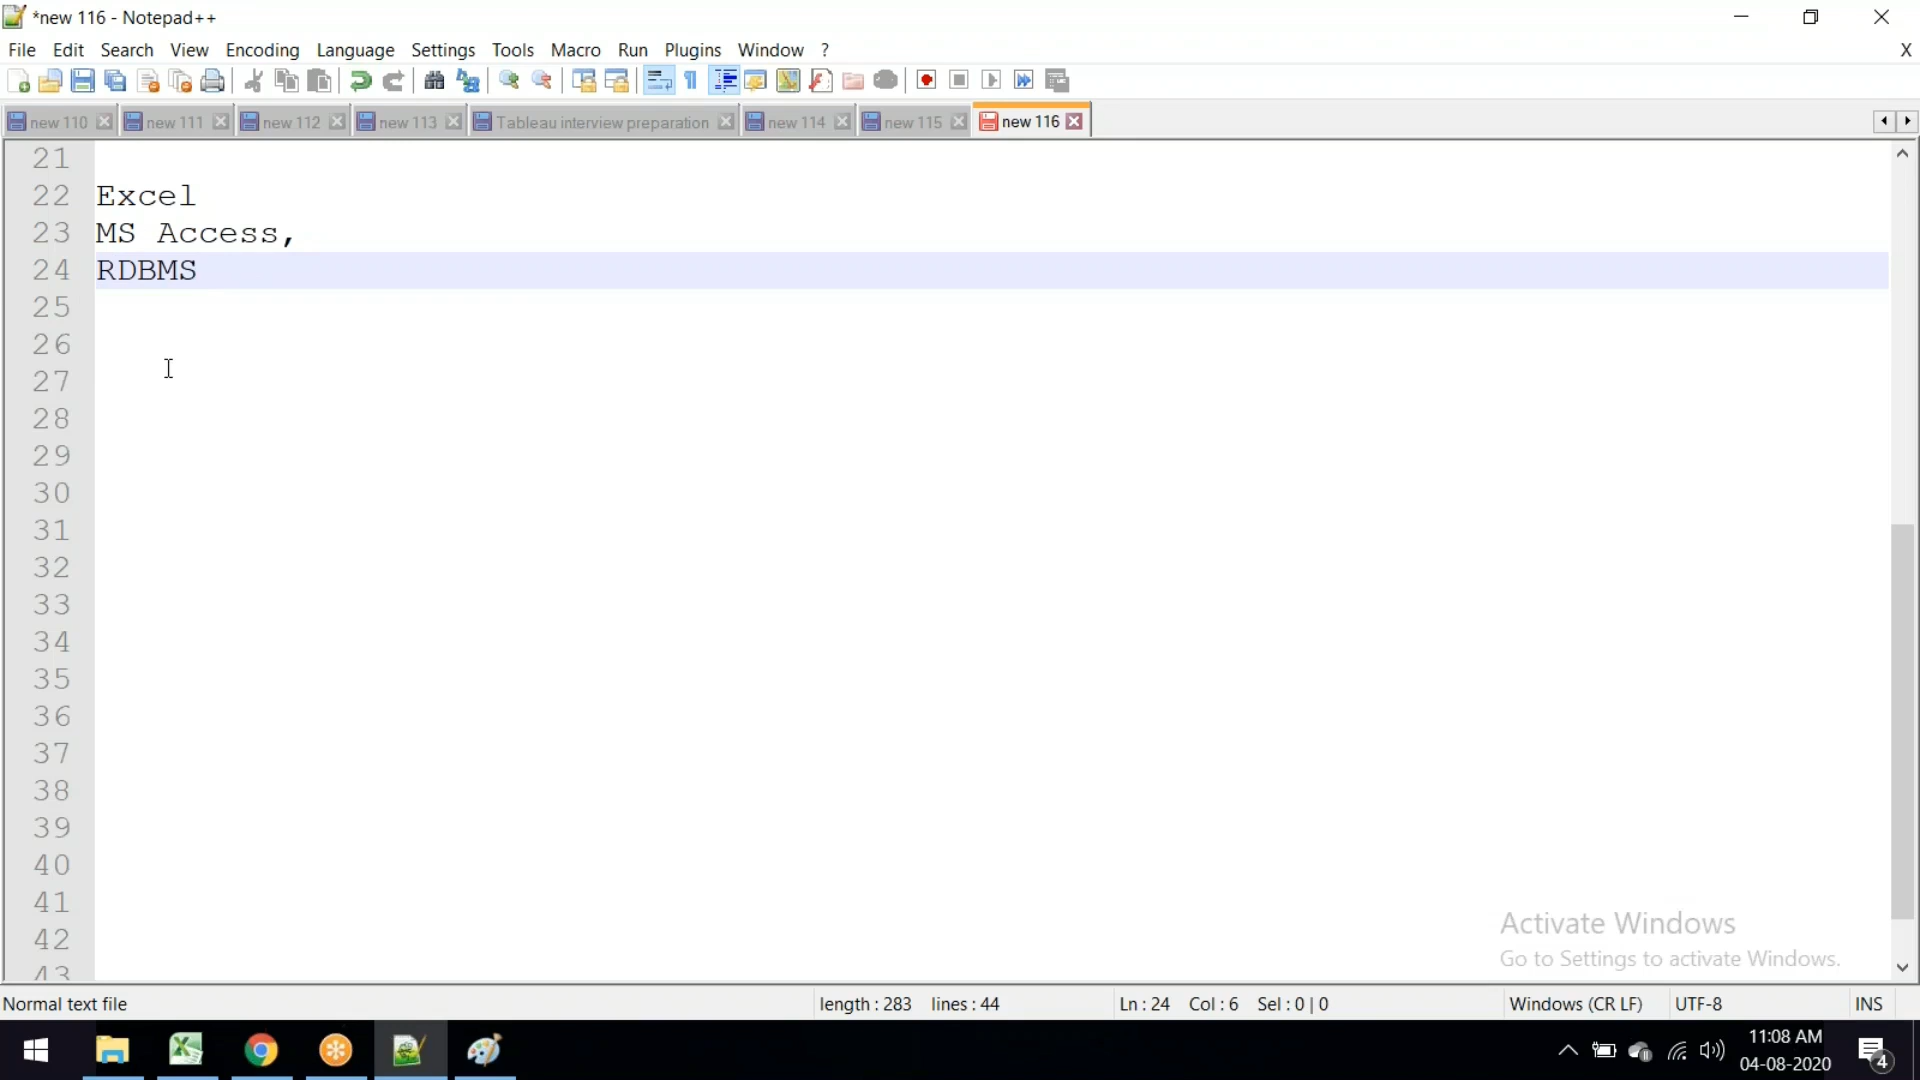 *new 116 - Notepad++
File Edit Search View Encoding Language Settings Tools Macro Run Plugins Window ? X
new 110 new 111 new 112 new 113 Tableau interview preparation new 114 new 115 new 116
21
22 Excel
23 MS Access,
24 RDBMS
25
26
27
28
29
30
31
32
33
34
35
36
37
38
39
40
41
42
43
Activate Windows
Go to Settings to activate Windows.
Normal text file length : 283 lines : 44 Ln : 24 Col : 6 Sel : 0 | 0 Windows (CR LF) UTF-8 INS
11:08 AM
04-08-2020
4